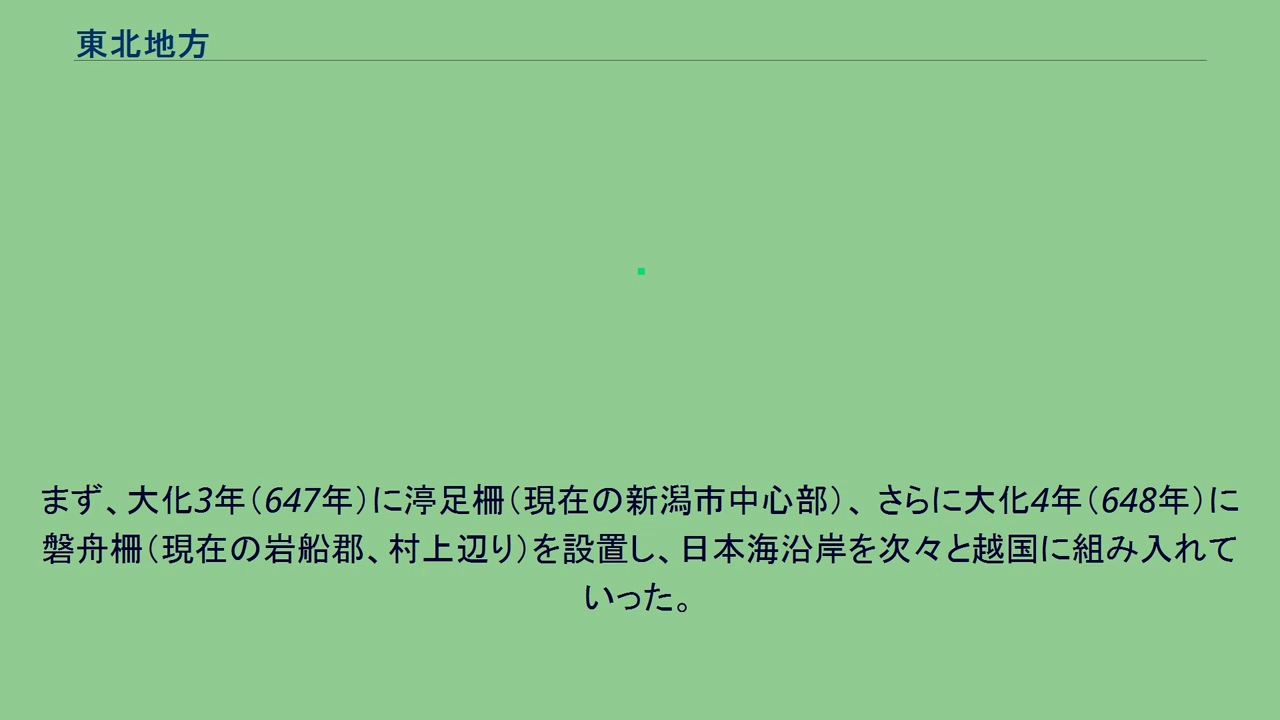 東北地方
まず、大化3年（647年）に渟足柵（現在の新潟市中心部）、さらに大化4年（648年）に
磐舟柵（現在の岩船郡、村上辺り）を設置し、日本海沿岸を次々と越国に組み入れて
いった。